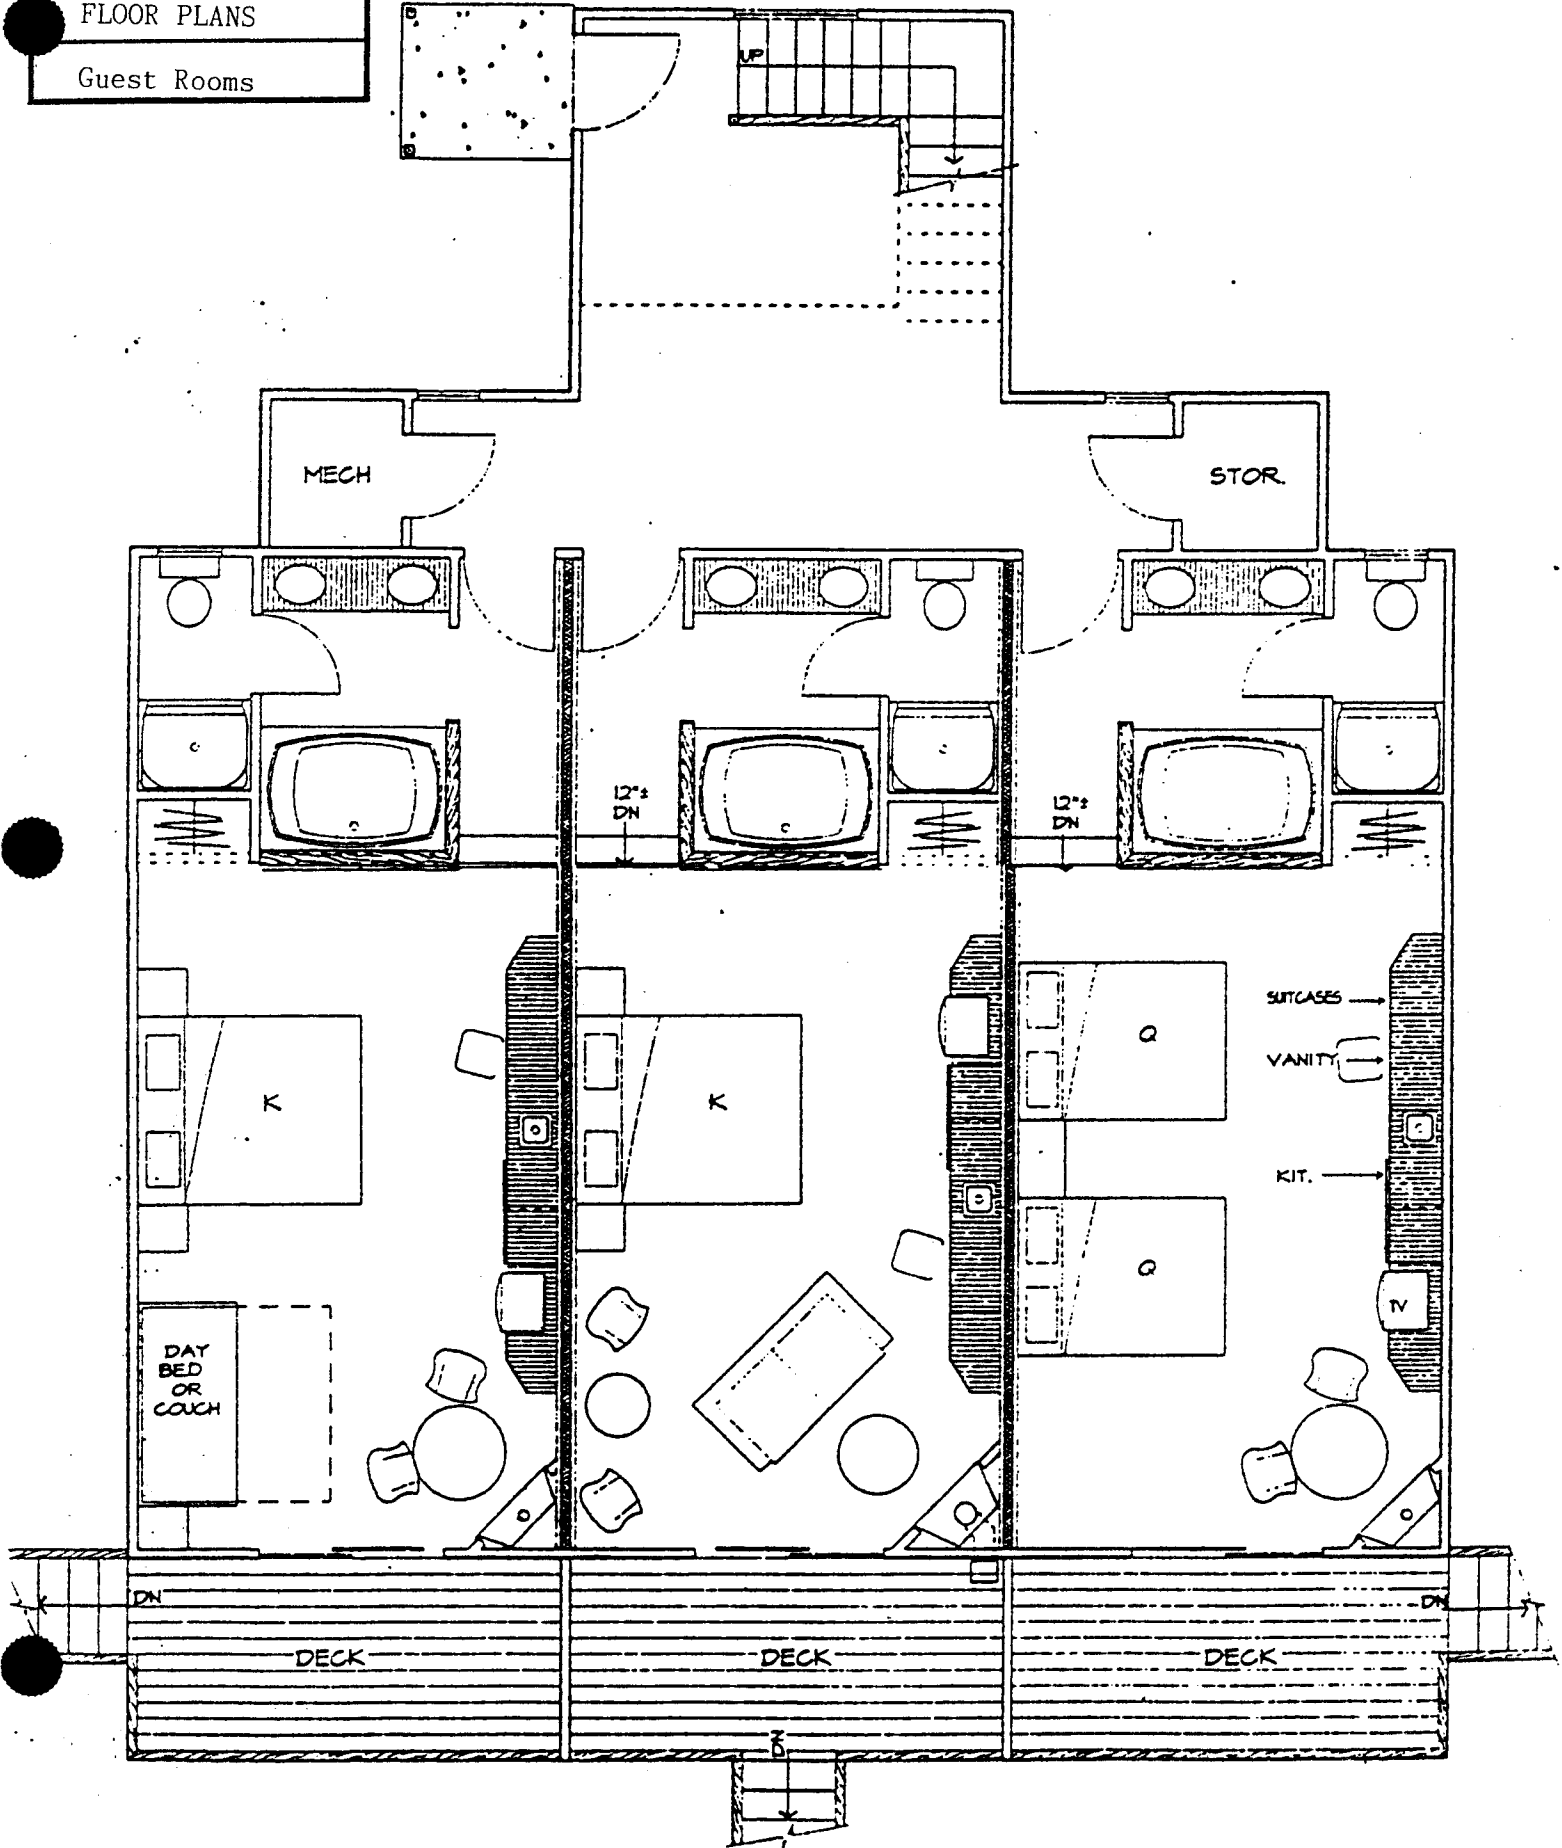 FLOOR PLANS
Guest Rooms
UP
MECH
STOR.
12"±
DN
12"±
DN
SUITCASES
Q
VANITY
K
K
KIT.
Q
TV
DAY
BED
OR
COUCH
DN
DN
DECK
DECK
DECK
DN